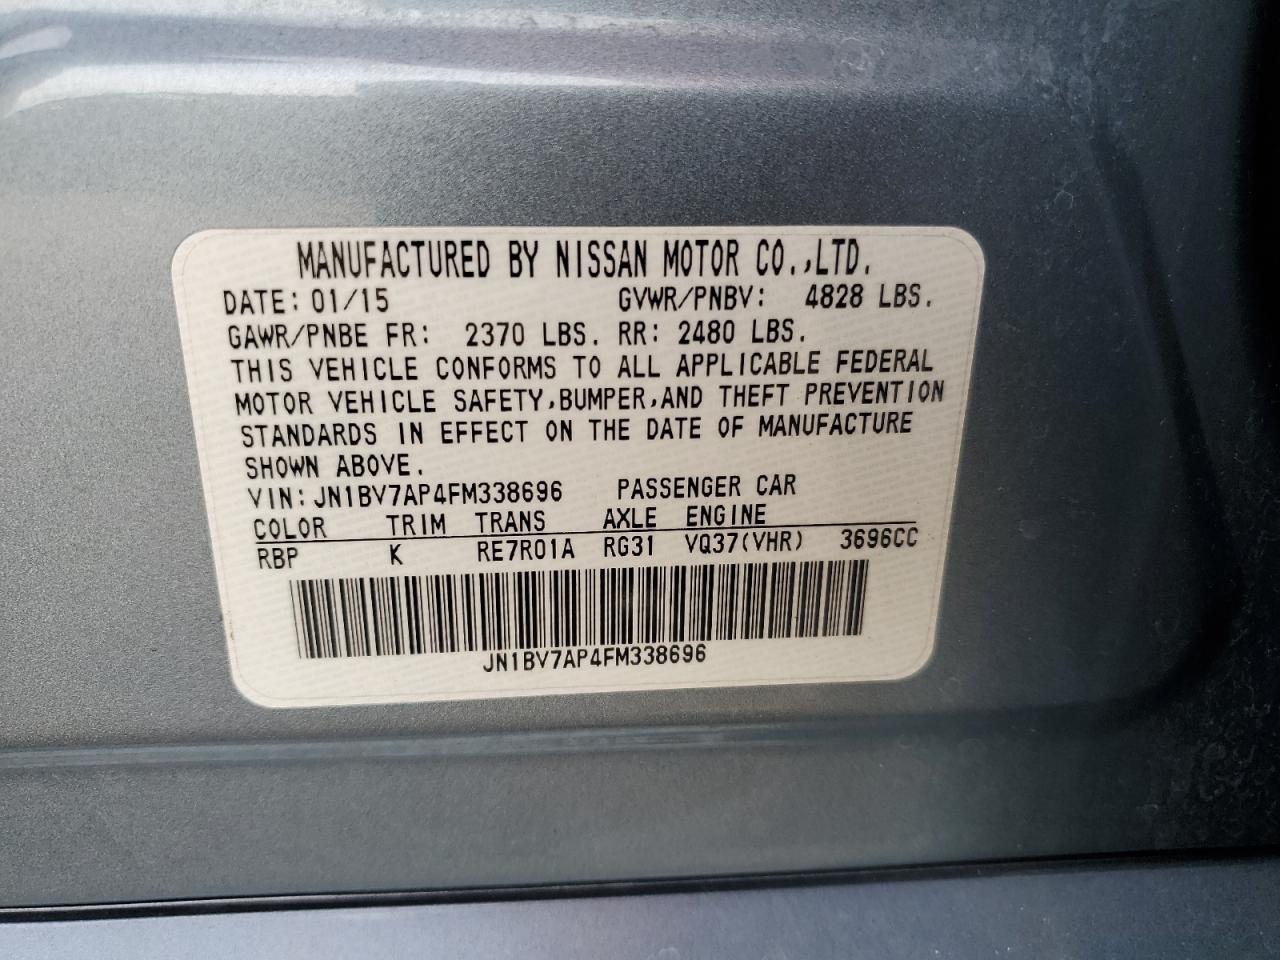 MANUFACTURED BY NISSAN MOTOR CO.,LTD.
DATE: 01/15 GVWR/PNBV: 4828 LBS.
GAWR/PNBE FR: 2370 LBS. RR: 2480 LBS.
THIS VEHICLE CONFORMS TO ALL APPLICABLE FEDERAL
MOTOR VEHICLE SAFETY,BUMPER,AND THEFT PREVENTION
STANDARDS IN EFFECT ON THE DATE OF MANUFACTURE
SHOWN ABOVE.
VIN: JN1BV7AP4FM338696 PASSENGER CAR
COLOR TRIM TRANS AXLE ENGINE
RBP K RE7R01A RG31 VQ37(VHR) 3696CC
JN1BV7AP4FM338696